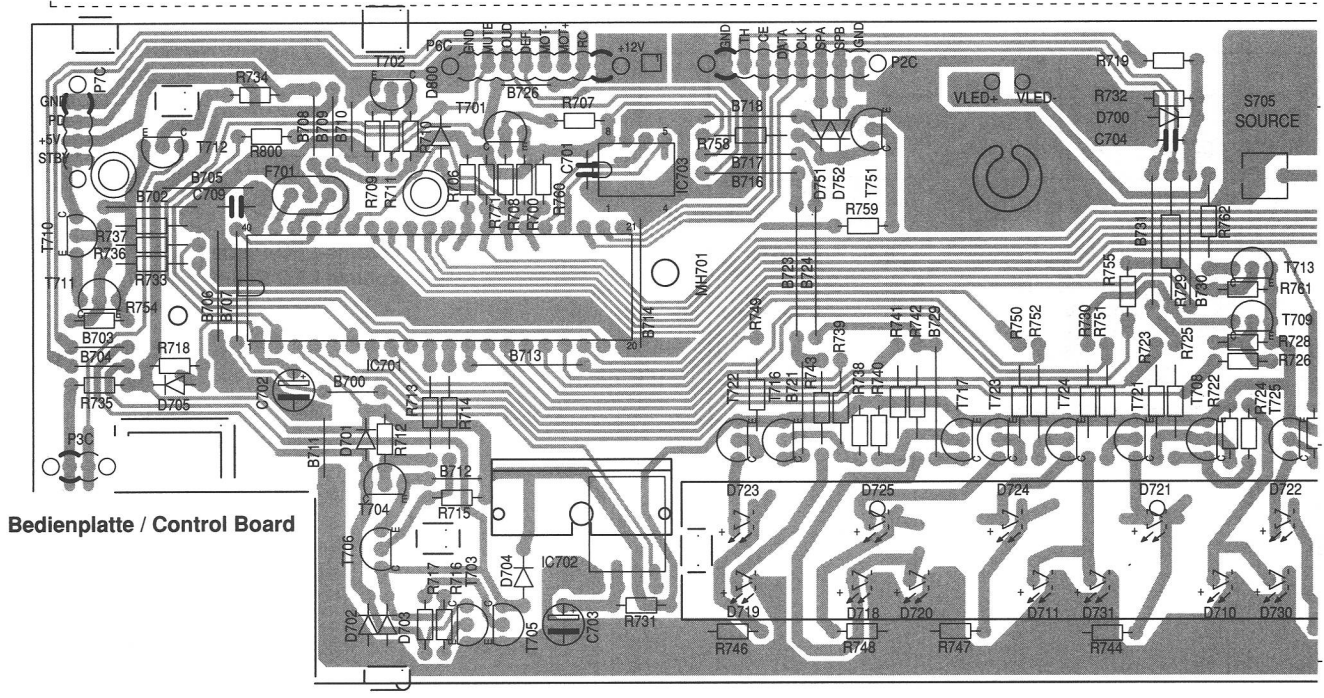 GND MUTE LOUD DEF. MOT- MOT+ IRC
P6C
+12V
GND TH CE DATA CLK SPA SPB GND
P2C
P7C
GND
PD
+5V
STBY
R734
T702
D800
T701
B726
R707
B718
VLED+ VLED-
R719
R732
D700
C704
S705
SOURCE
T712
R800
B708
B709
B710
R710
R758
B717
B716
D751
D752
T751
B705
B702
C709
F701
R709
R711
R706
R771
R708
R700
R760
C701
IC703
8 5
1 4
T710
R737
R736
R733
T711
R754
40 21
R759
B731
R762
MH701
B723
B724
R755
R729
B730
T713
R761
B706
B707
B703
B704
R718
R735
D705
1 20
IC701
B713
B714
R749
R739
R741
R742
B729
R750
R752
R730
R751
R723
R725
T709
R728
R726
C702
B700
R713
R714
T722
T716
B721
R743
R738
R740
T717
T723
T724
T721
T708
R722
R724
T725
P3C
B711
D701
R712
B712
R715
T704
D723
D725
D724
D721
D722
Bedienplatte / Control Board
T706
R717
R716
T703
D704
IC702
D702
D703
T705
C703
R731
D719
D718
D720
D711
D731
D710
D730
R746
R748
R747
R744